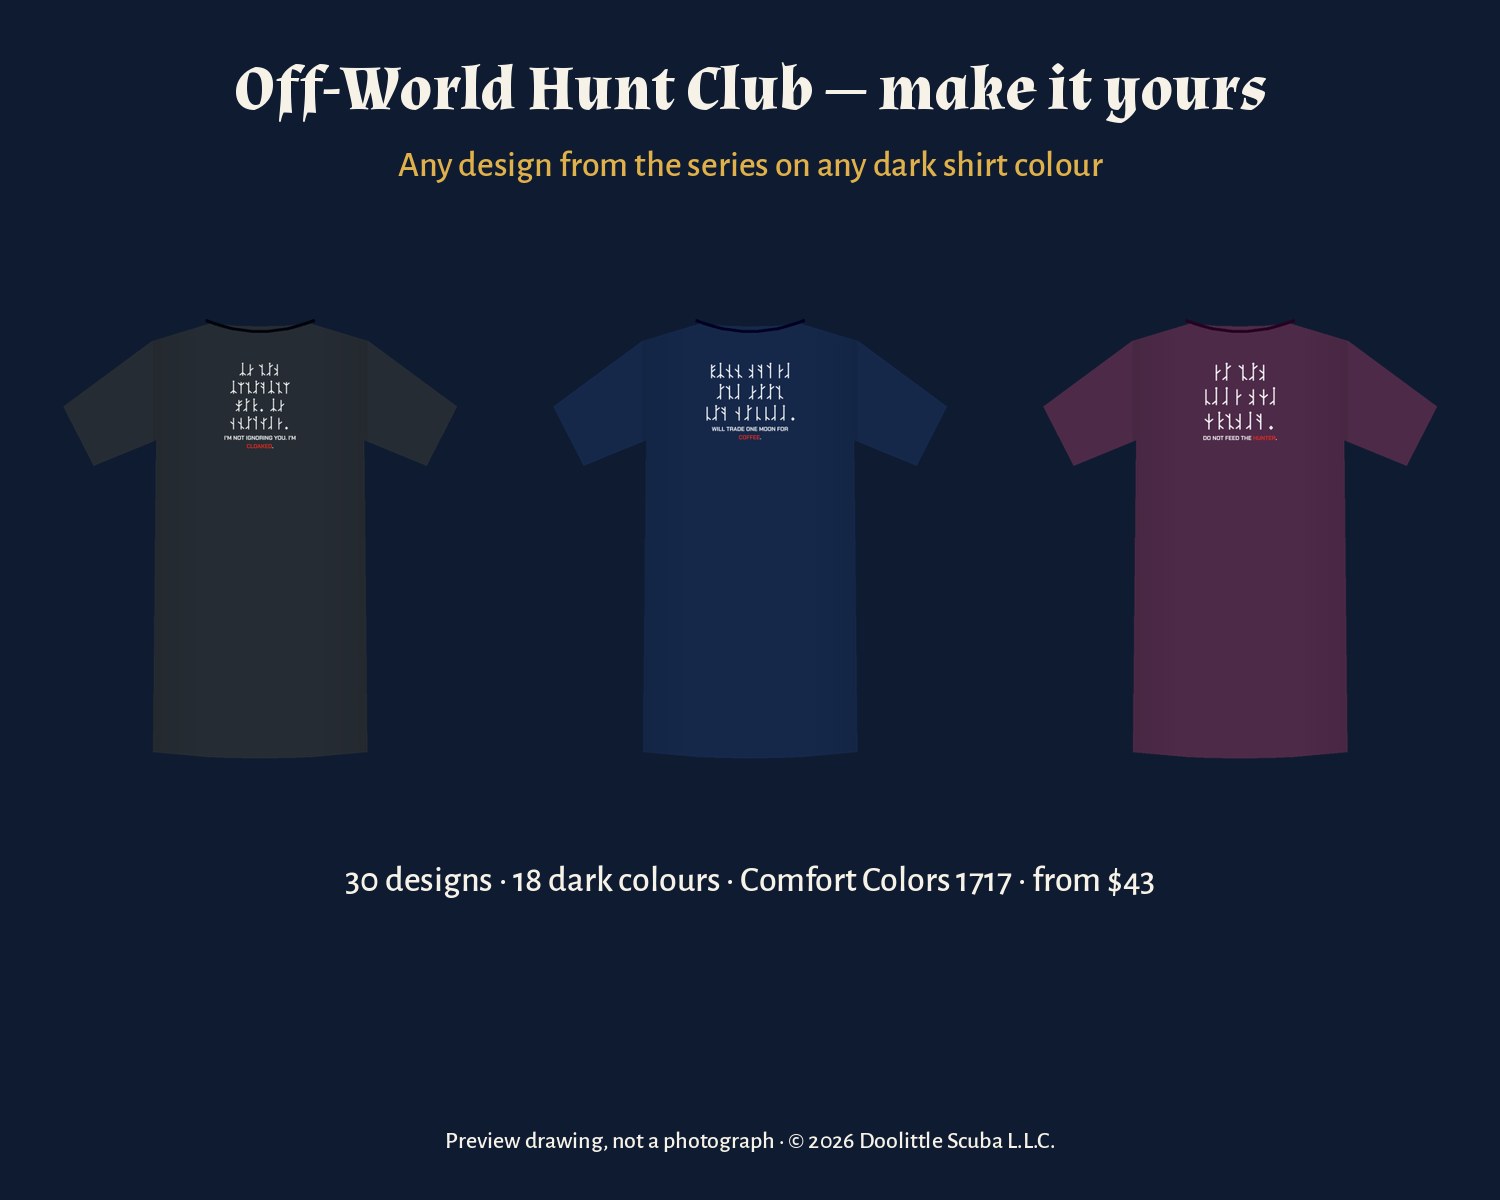 Off-World Hunt Club — make it yours
Any design from the series on any dark shirt colour
I'M NOT IGNORING YOU. I'M
CLOAKED.
WILL TRADE ONE MOON FOR
COFFEE.
DO NOT FEED THE HUNTER.
30 designs · 18 dark colours · Comfort Colors 1717 · from $43
Preview drawing, not a photograph · © 2026 Doolittle Scuba L.L.C.